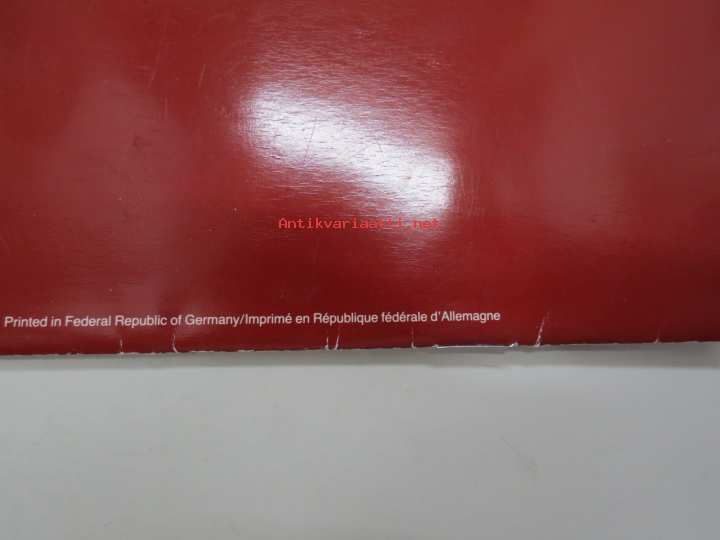 Antikvariaatti.net
Printed in Federal Republic of Germany/Imprimé en République fédérale d'Allemagne